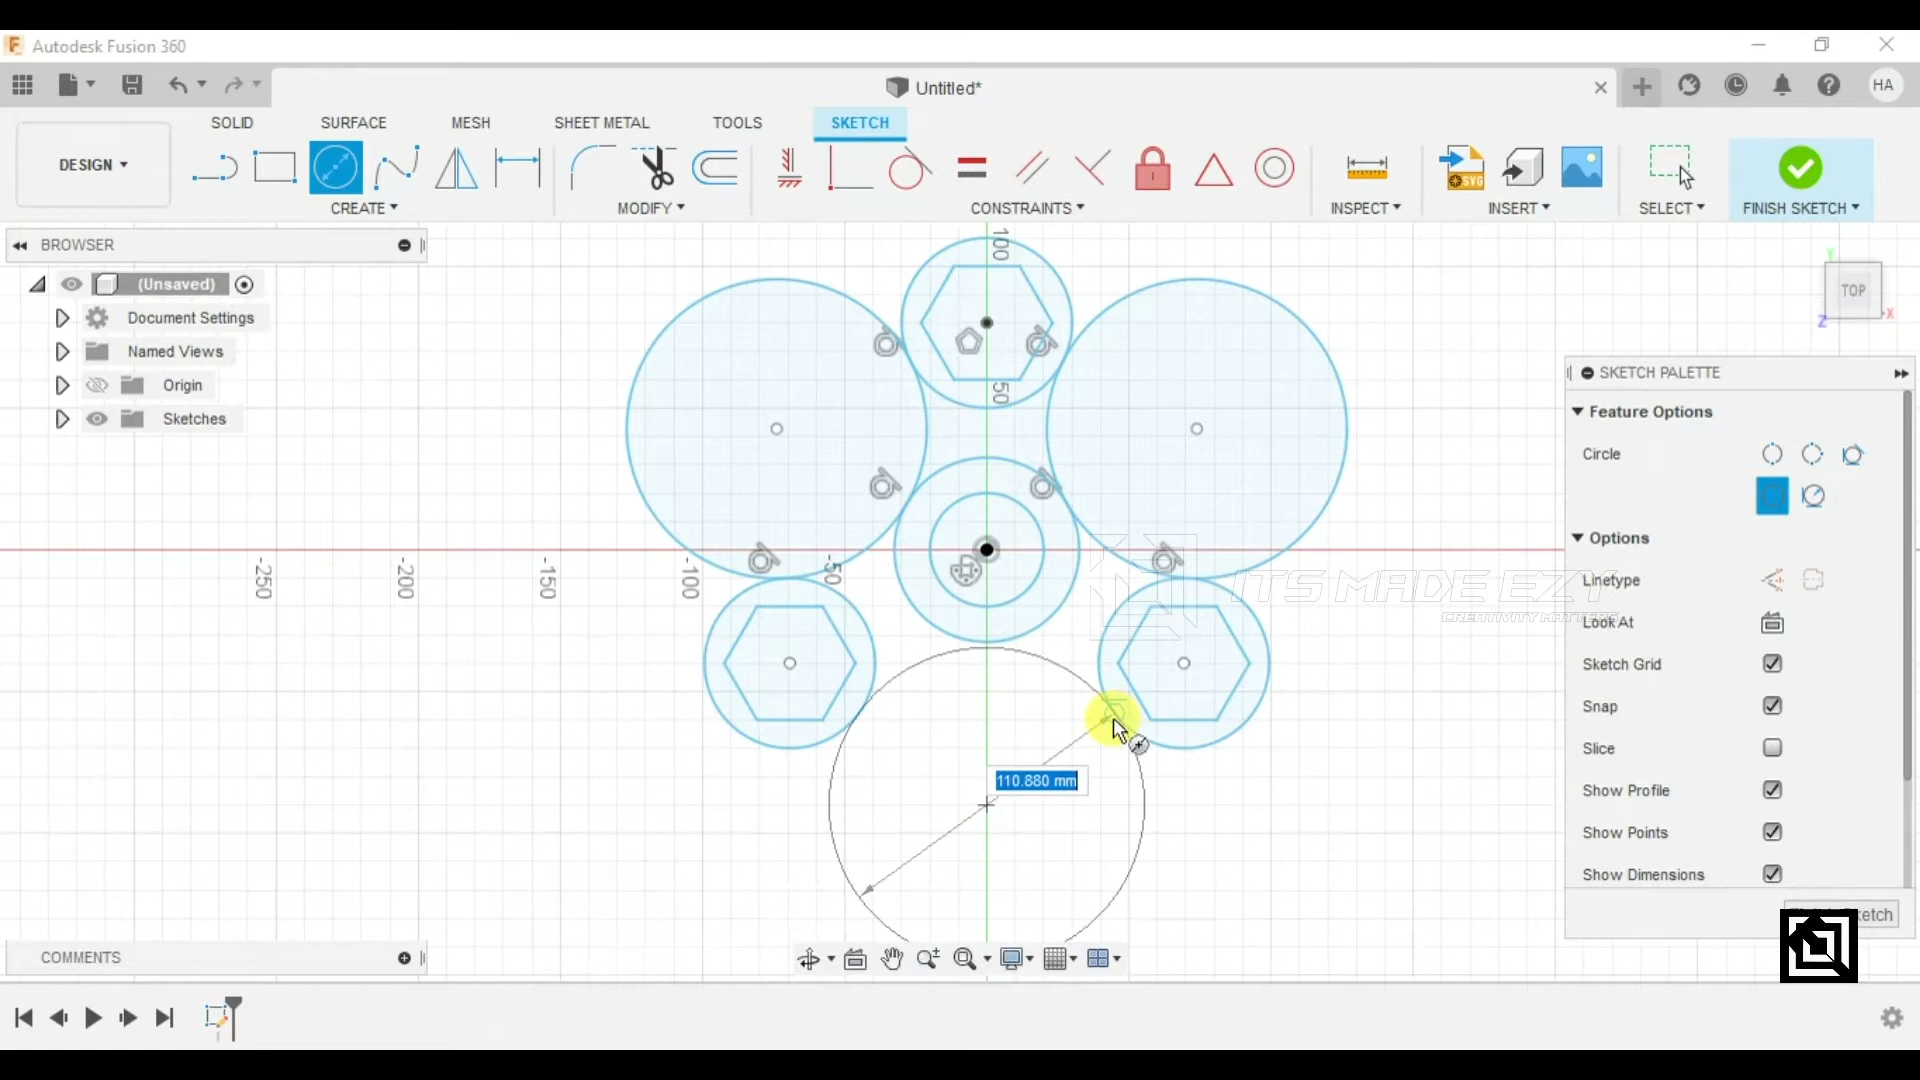 Autodesk Fusion 360
Untitled*
HA
DESIGN
SOLID SURFACE MESH SHEET METAL TOOLS SKETCH
CREATE MODIFY CONSTRAINTS INSPECT INSERT SELECT FINISH SKETCH
SVG
BROWSER
(Unsaved)
Document Settings
Named Views
Origin
Sketches
100
50
-50
-100
-150
-200
-250
110.880 mm
TOP
Y
X
Z
ITS MADE EZY
CREATIVITY MATTERS
SKETCH PALETTE
Feature Options
Circle
Options
Linetype
Look At
Sketch Grid
Snap
Slice
Show Profile
Show Points
Show Dimensions
COMMENTS